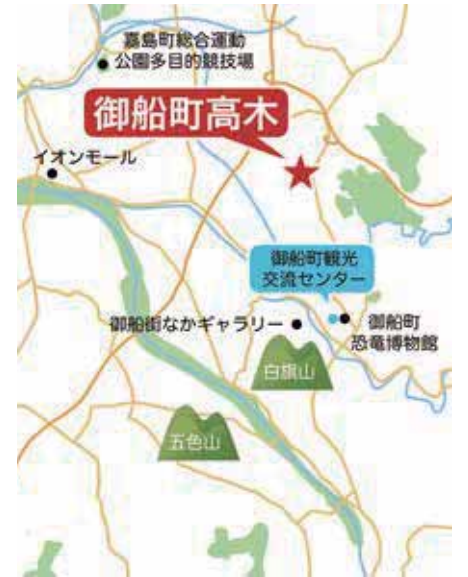 嘉島町総合運動
公園多目的競技場
御船町高木
イオンモール
御船町観光
交流センター
御船街なかギャラリー
御船町
恐竜博物館
白旗山
五色山